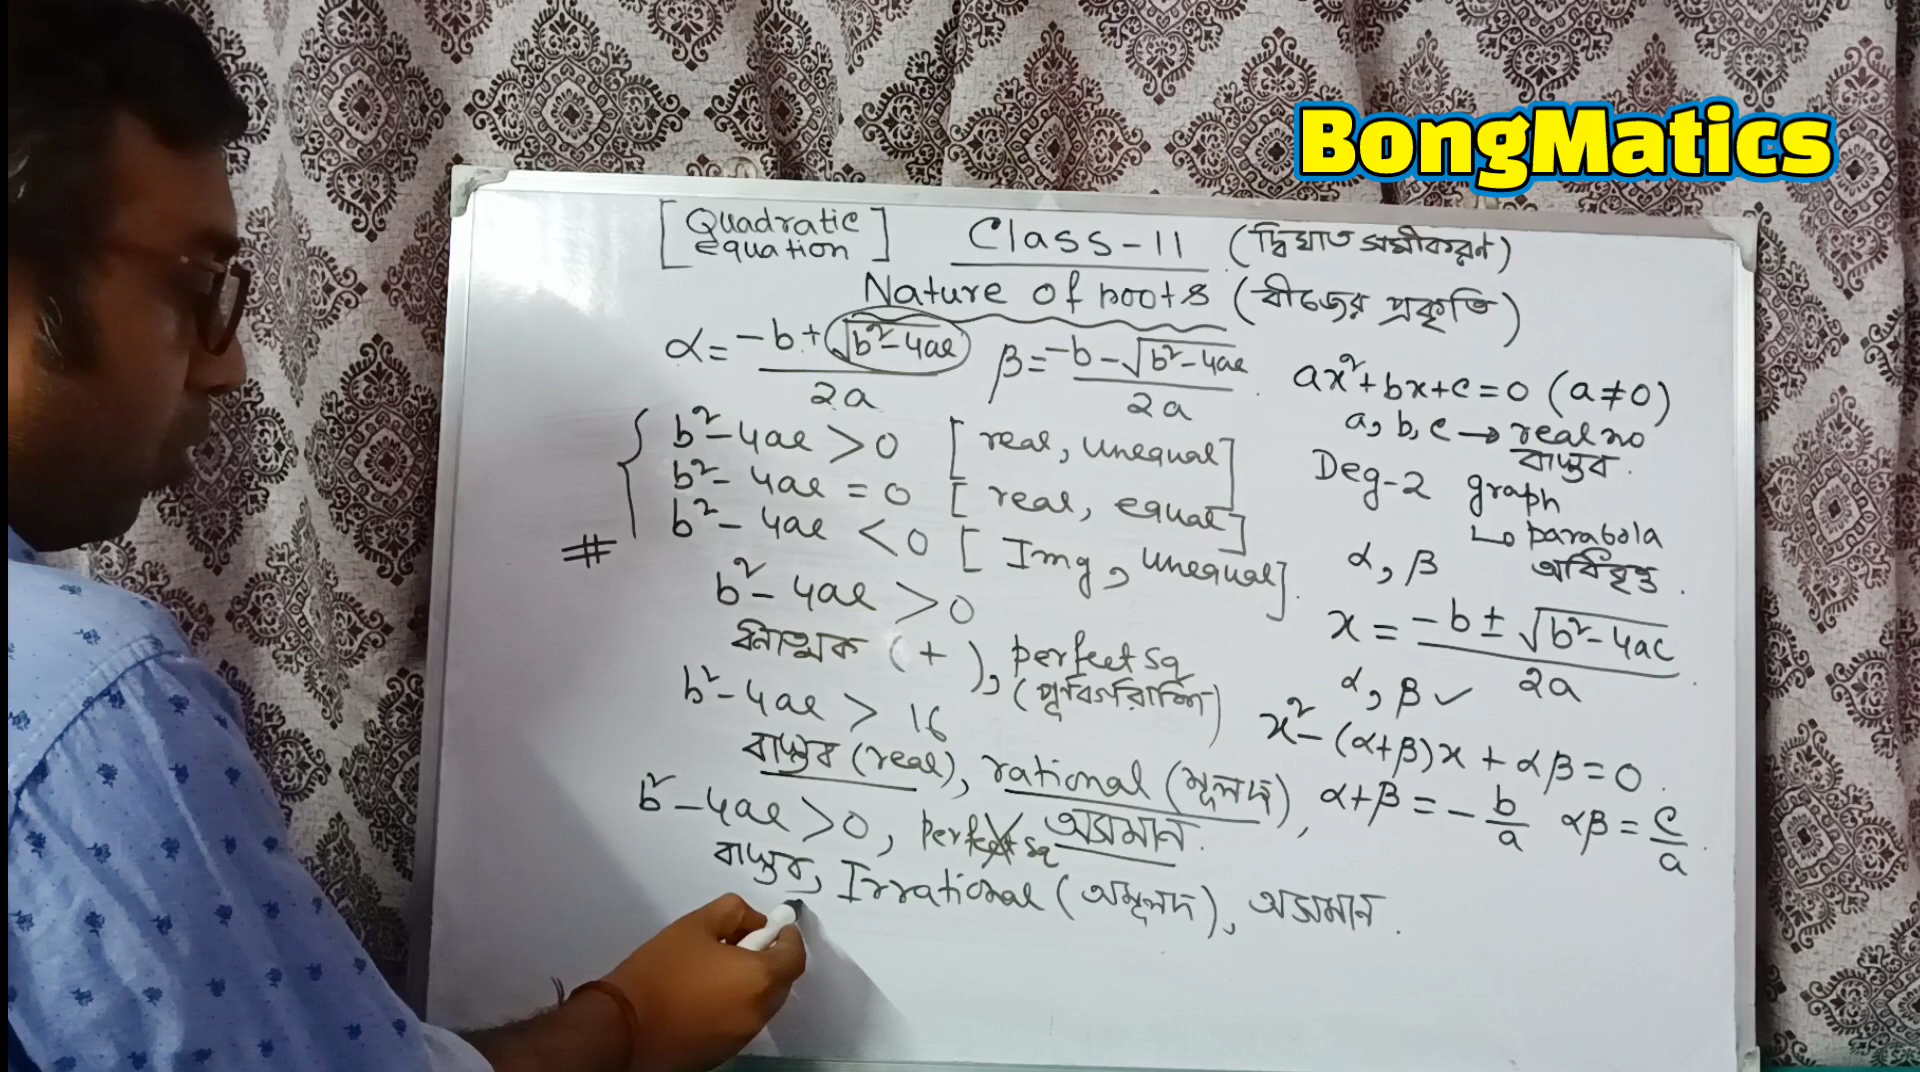 BongMatics
[Quadratic equation] Class-11 (দ্বিঘাত সমীকরণ)
Nature of roots (বীজের প্রকৃতি)
α = (-b + √(b²-4ac))/2a β = (-b - √(b²-4ac))/2a
b²-4ac > 0 [real, unequal]
b²-4ac = 0 [real, equal]
b²-4ac < 0 [Img, unequal]
#
b²-4ac > 0
ধনাত্মক (+), perfect sq
(পূর্ণবর্গরাশি)
b²-4ac > 16
বাস্তব (real), rational (মূলদ),
অসমান.
b²-4ac > 0, perfect sq
বাস্তব, Irrational (অমূলদ), অসমান.
ax²+bx+c=0 (a≠0)
a, b, c → real no
বাস্তব.
Deg-2 graph
↳ parabola
α, β অধিবৃত্ত.
x = (-b ± √(b²-4ac))/2a
α, β ✓
x²-(α+β)x+αβ=0.
α+β = -b/a αβ = c/a.